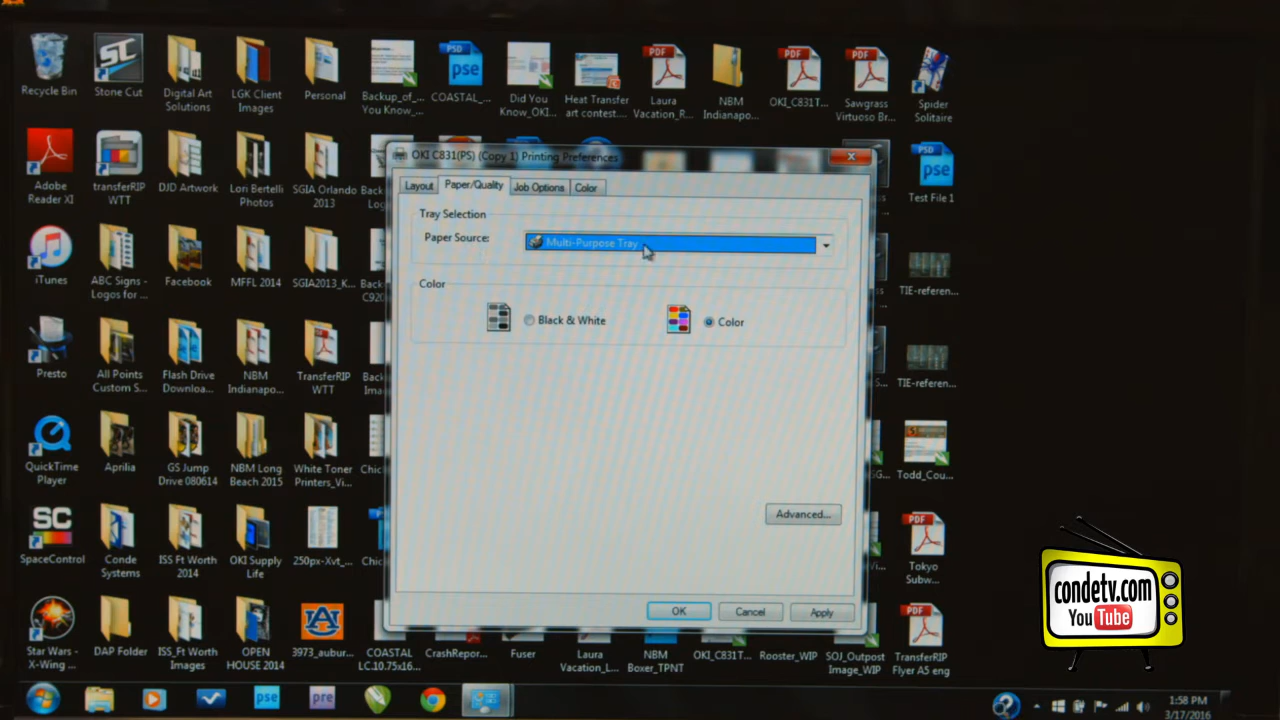 Recycle Bin
Stone Cut
Digital Art
Solutions
LGK Client
Images
Personal
Backup_of_...
You Know_...
COASTAL_...
Did You
Know_OKI...
Heat Transfer
art contest....
Laura
Vacation_R...
NBM
Indianapo...
OKI_C831T...
Sawgrass
Virtuoso Br...
Spider
Solitaire
Adobe
Reader XI
transferRIP
WTT
DJD Artwork
Lori Bertelli
Photos
SGIA Orlando
2013
Test File 1
iTunes
ABC Signs -
Logos for ...
Facebook
MFFL 2014
SGIA2013_K...
TIE-referen...
Presto
All Points
Custom S...
Flash Drive
Downloa...
NBM
Indianapo...
TransferRIP
WTT
TIE-referen...
QuickTime
Player
Aprilia
GS Jump
Drive 080614
NBM Long
Beach 2015
White Toner
Printers_Vi...
Todd_Cou...
SpaceControl
Conde
Systems
ISS Ft Worth
2014
OKI Supply
Life
250px-Xvt_...
Tokyo
Subw...
Star Wars -
X-Wing ...
DAP Folder
ISS_Ft Worth
Images
OPEN
HOUSE 2014
3973_aubur...
COASTAL
LC.10.75x16...
CrashRepor...
Fuser
Laura
Vacation_L...
NBM
Boxer_TPNT
OKI_C831T...
Rooster_WIP
SOJ_Outpost
Image_WIP
TransferRIP
Flyer A5 eng
OKI C831(PS) (Copy 1) Printing Preferences
Layout
Paper/Quality
Job Options
Color
Tray Selection
Paper Source:
Multi-Purpose Tray
Color
Black & White
Color
Advanced...
OK
Cancel
Apply
condetv.com
YouTube
1:58 PM
3/17/2016